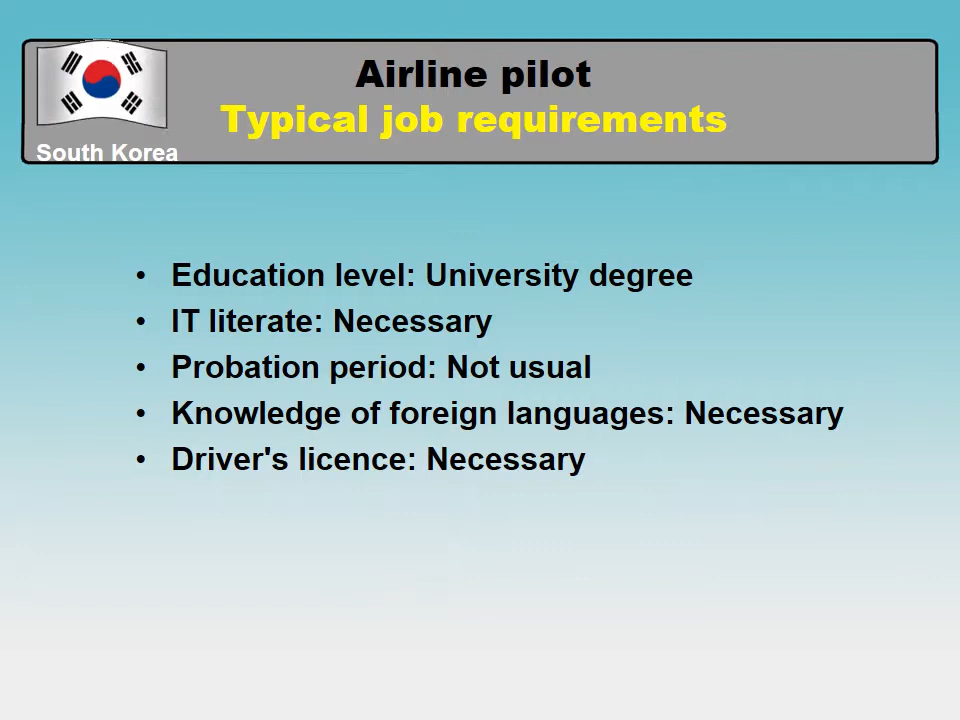 Airline pilot
Typical job requirements
South Korea
• Education level: University degree
• IT literate: Necessary
• Probation period: Not usual
• Knowledge of foreign languages: Necessary
• Driver's licence: Necessary